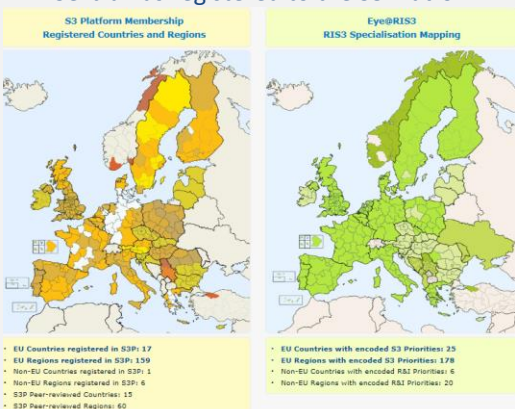 S3 Platform Membership
Registered Countries and Regions
Eye@RIS3
RIS3 Specialisation Mapping
• EU Countries registered in S3P: 17
• EU Regions registered in S3P: 159
• Non-EU Countries registered in S3P: 1
• Non-EU Regions registered in S3P: 6
• S3P Peer-reviewed Countries: 15
• S3P Peer-reviewed Regions: 60
• EU Countries with encoded S3 Priorities: 25
• EU Regions with encoded S3 Priorities: 178
• Non-EU Countries with encoded R&I Priorities: 6
• Non-EU Regions with encoded R&I Priorities: 20